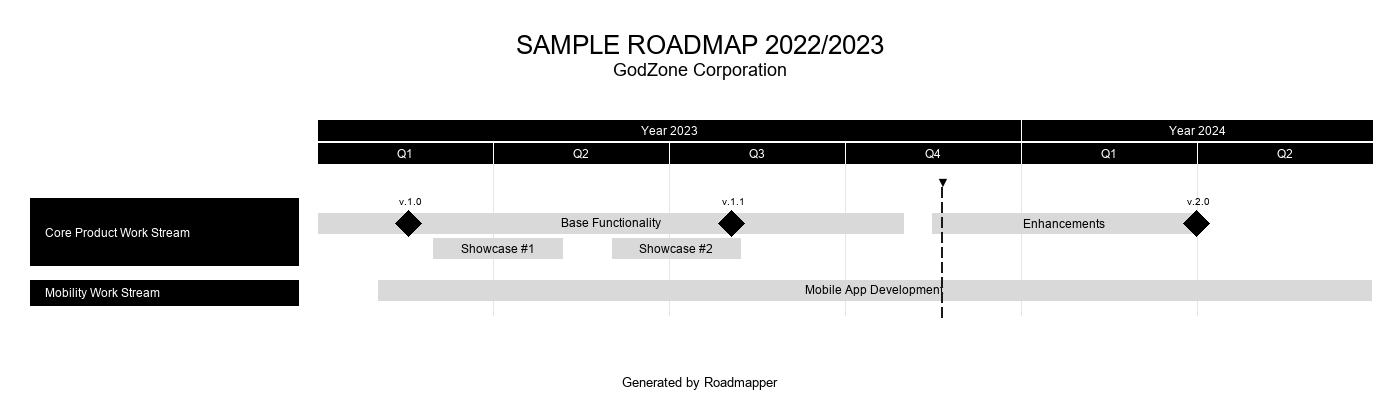 SAMPLE ROADMAP 2022/2023
GodZone Corporation
Year 2023 Year 2024
Q1 Q2 Q3 Q4 Q1 Q2
v.1.0 v.1.1 v.2.0
Core Product Work Stream Base Functionality Enhancements
Showcase #1 Showcase #2
Mobility Work Stream Mobile App Development
Generated by Roadmapper